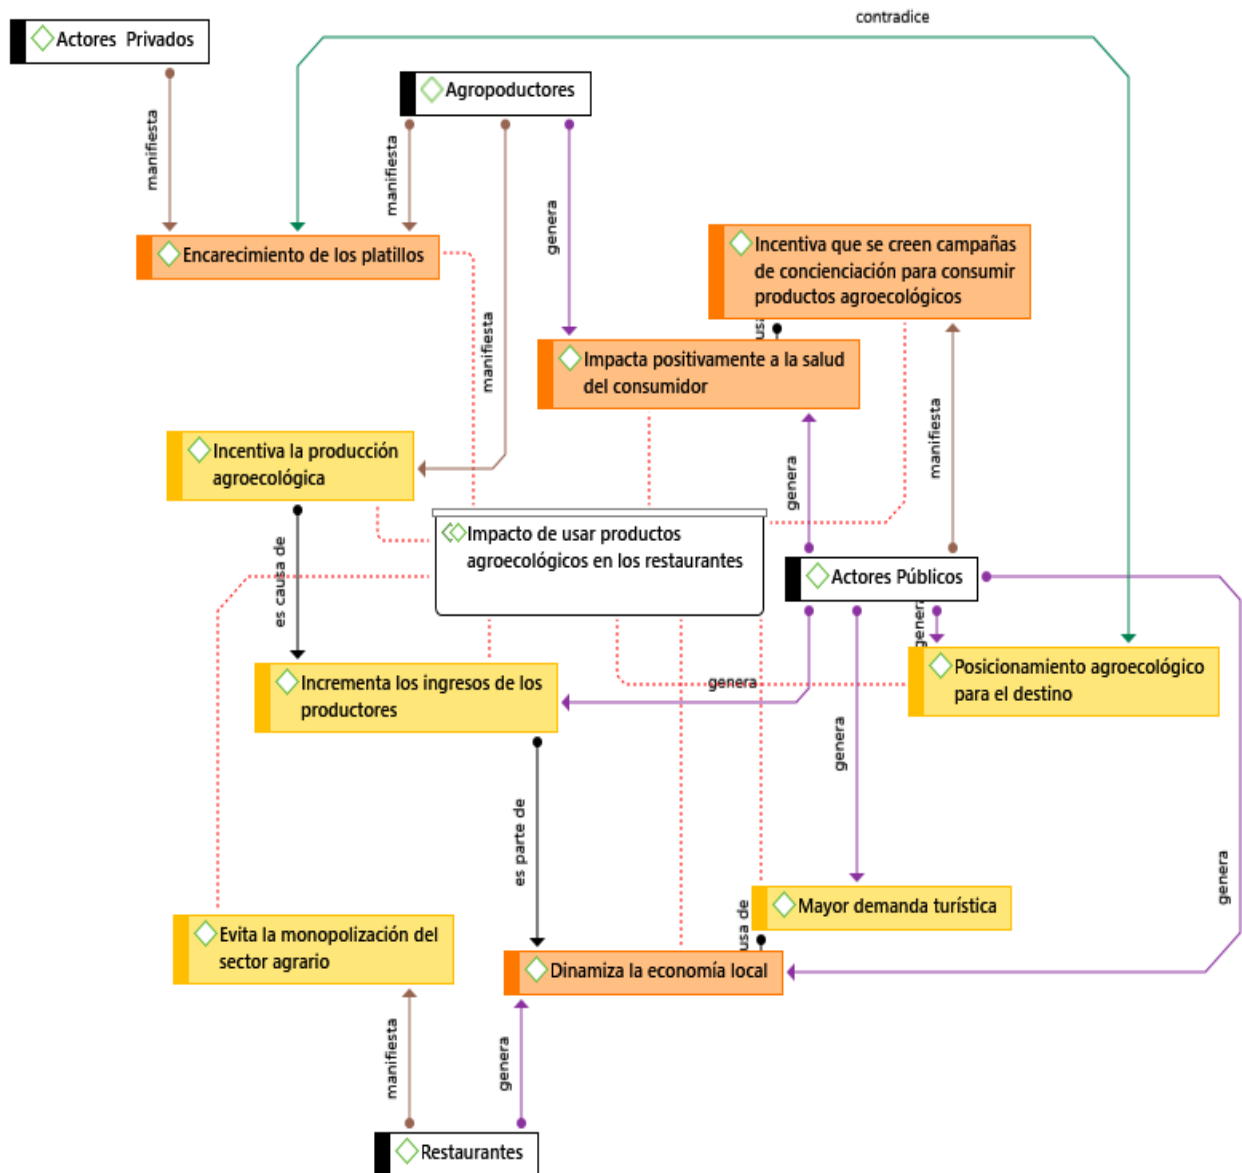 contradice
Actores Privados
Agropoductores
manifiesta
manifiesta
genera
Incentiva que se creen campañas
de concienciación para consumir
productos agroecológicos
Encarecimiento de los platillos
manifiesta
Impacta positivamente a la salud
del consumidor
manifiesta
Incentiva la producción
agroecológica
genera
Impacto de usar productos
agroecológicos en los restaurantes
es causa de
Actores Públicos
genera
Posicionamiento agroecológico
para el destino
Incrementa los ingresos de los
productores
genera
genera
es parte de
genera
Mayor demanda turística
usa de
Evita la monopolización del
sector agrario
Dinamiza la economía local
manifiesta
genera
Restaurantes